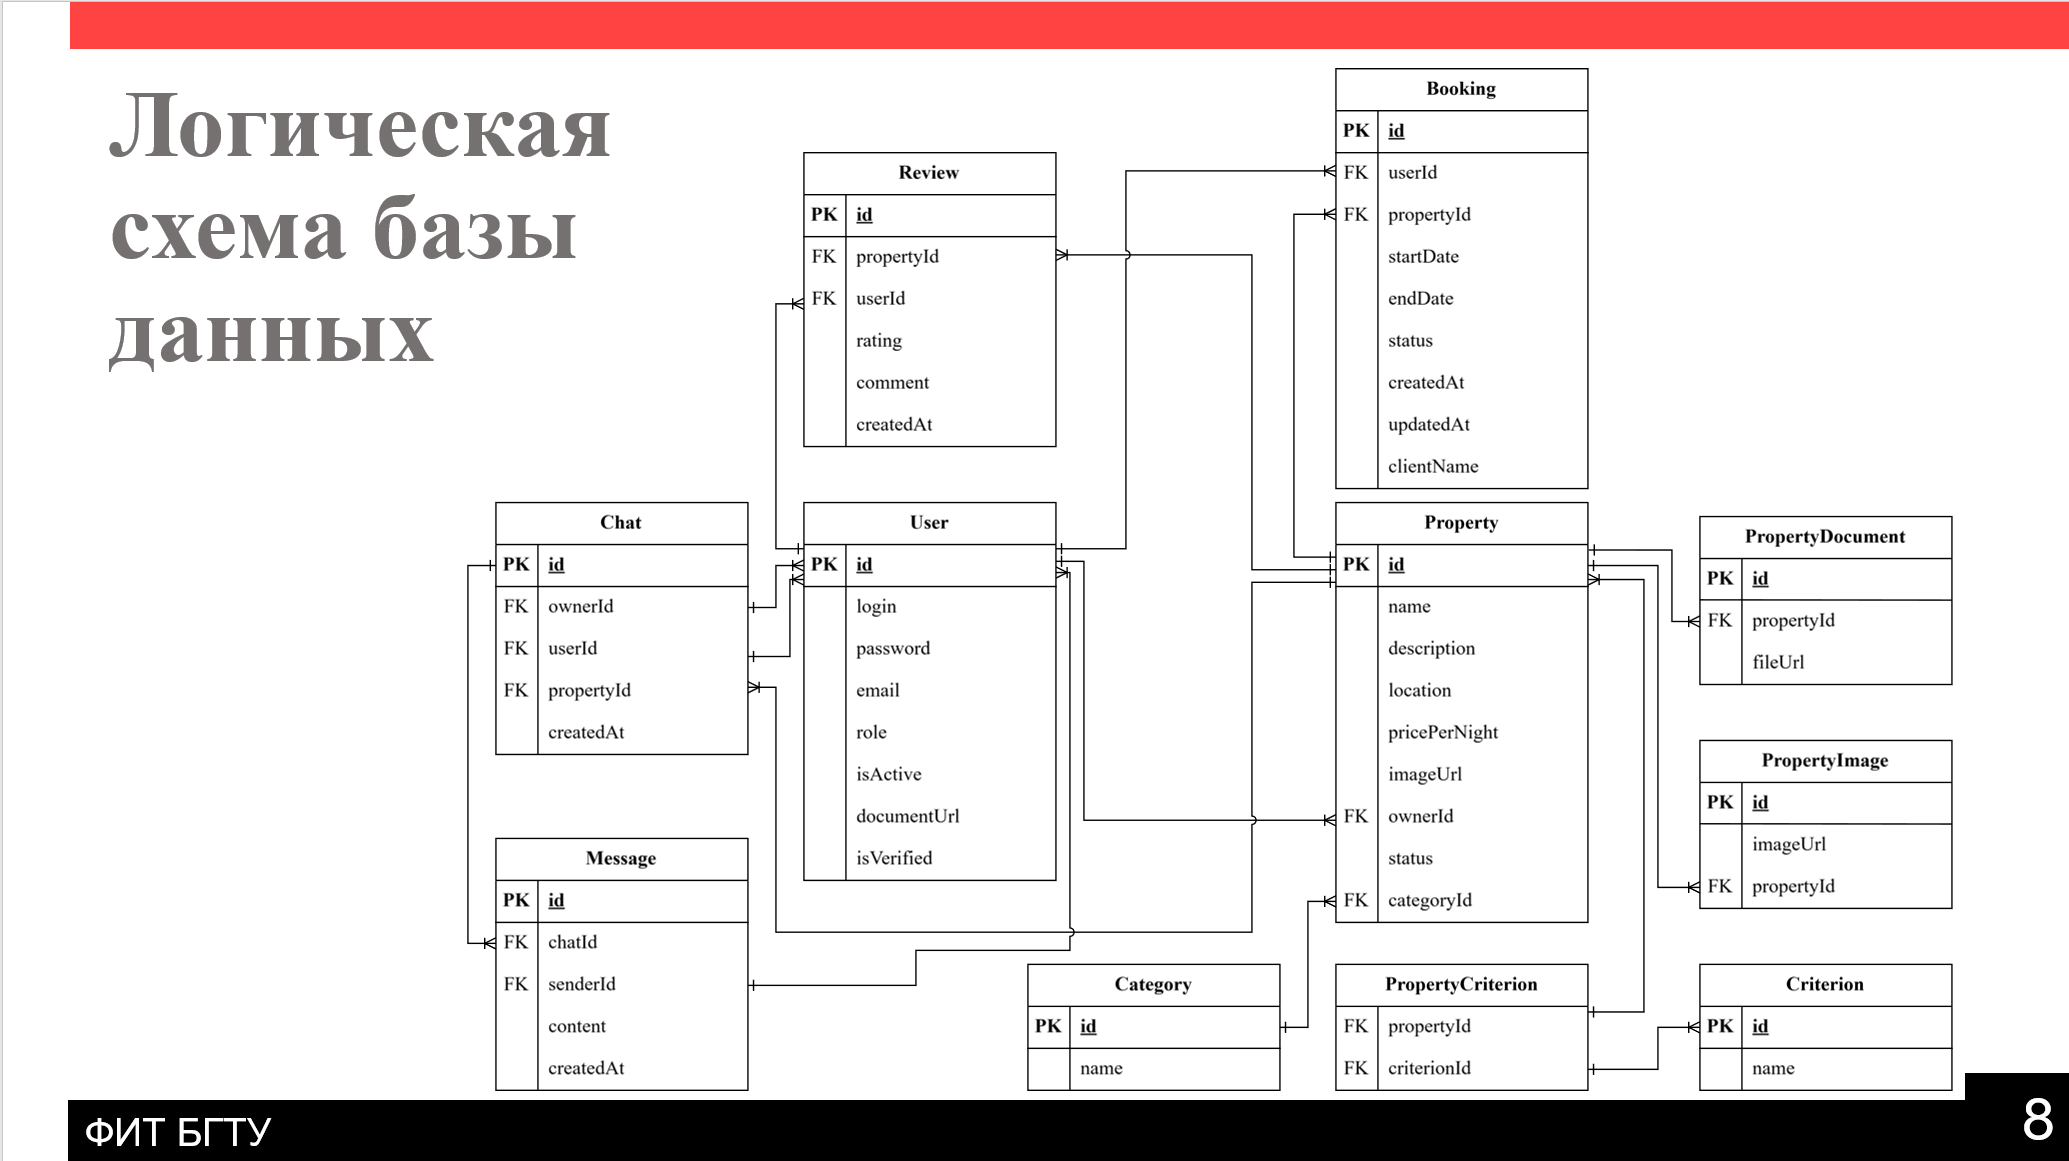 Логическая
схема базы
данных
Booking
PK id
FK userId
FK propertyId
startDate
endDate
status
createdAt
updatedAt
clientName
Review
PK id
FK propertyId
FK userId
rating
comment
createdAt
Chat
PK id
FK ownerId
FK userId
FK propertyId
createdAt
User
PK id
login
password
email
role
isActive
documentUrl
isVerified
Property
PK id
name
description
location
pricePerNight
imageUrl
FK ownerId
status
FK categoryId
PropertyDocument
PK id
FK propertyId
fileUrl
PropertyImage
PK id
imageUrl
FK propertyId
Message
PK id
FK chatId
FK senderId
content
createdAt
Category
PK id
name
PropertyCriterion
FK propertyId
FK criterionId
Criterion
PK id
name
ФИТ БГТУ
8